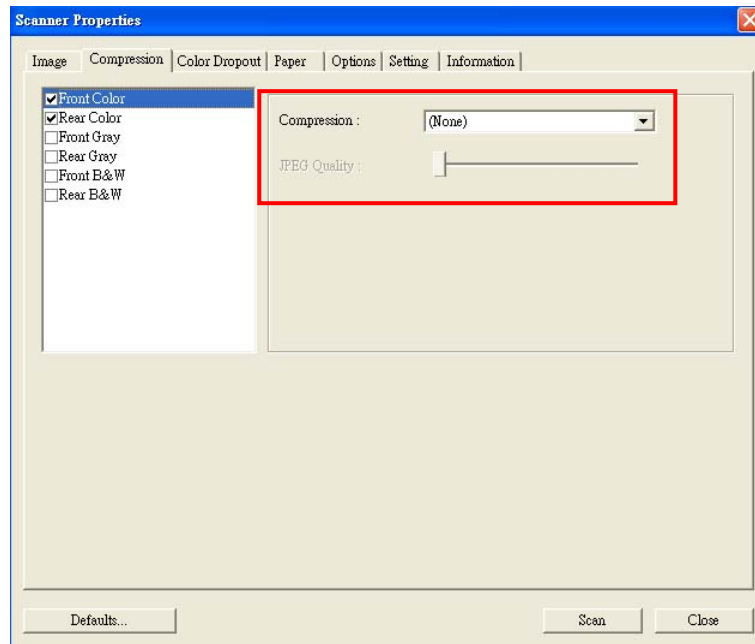 Scanner Properties
Image Compression Color Dropout Paper Options Setting Information
Front Color
Rear Color
Front Gray
Rear Gray
Front B&W
Rear B&W
Compression : (None)
JPEG Quality :
Defaults... Scan Close